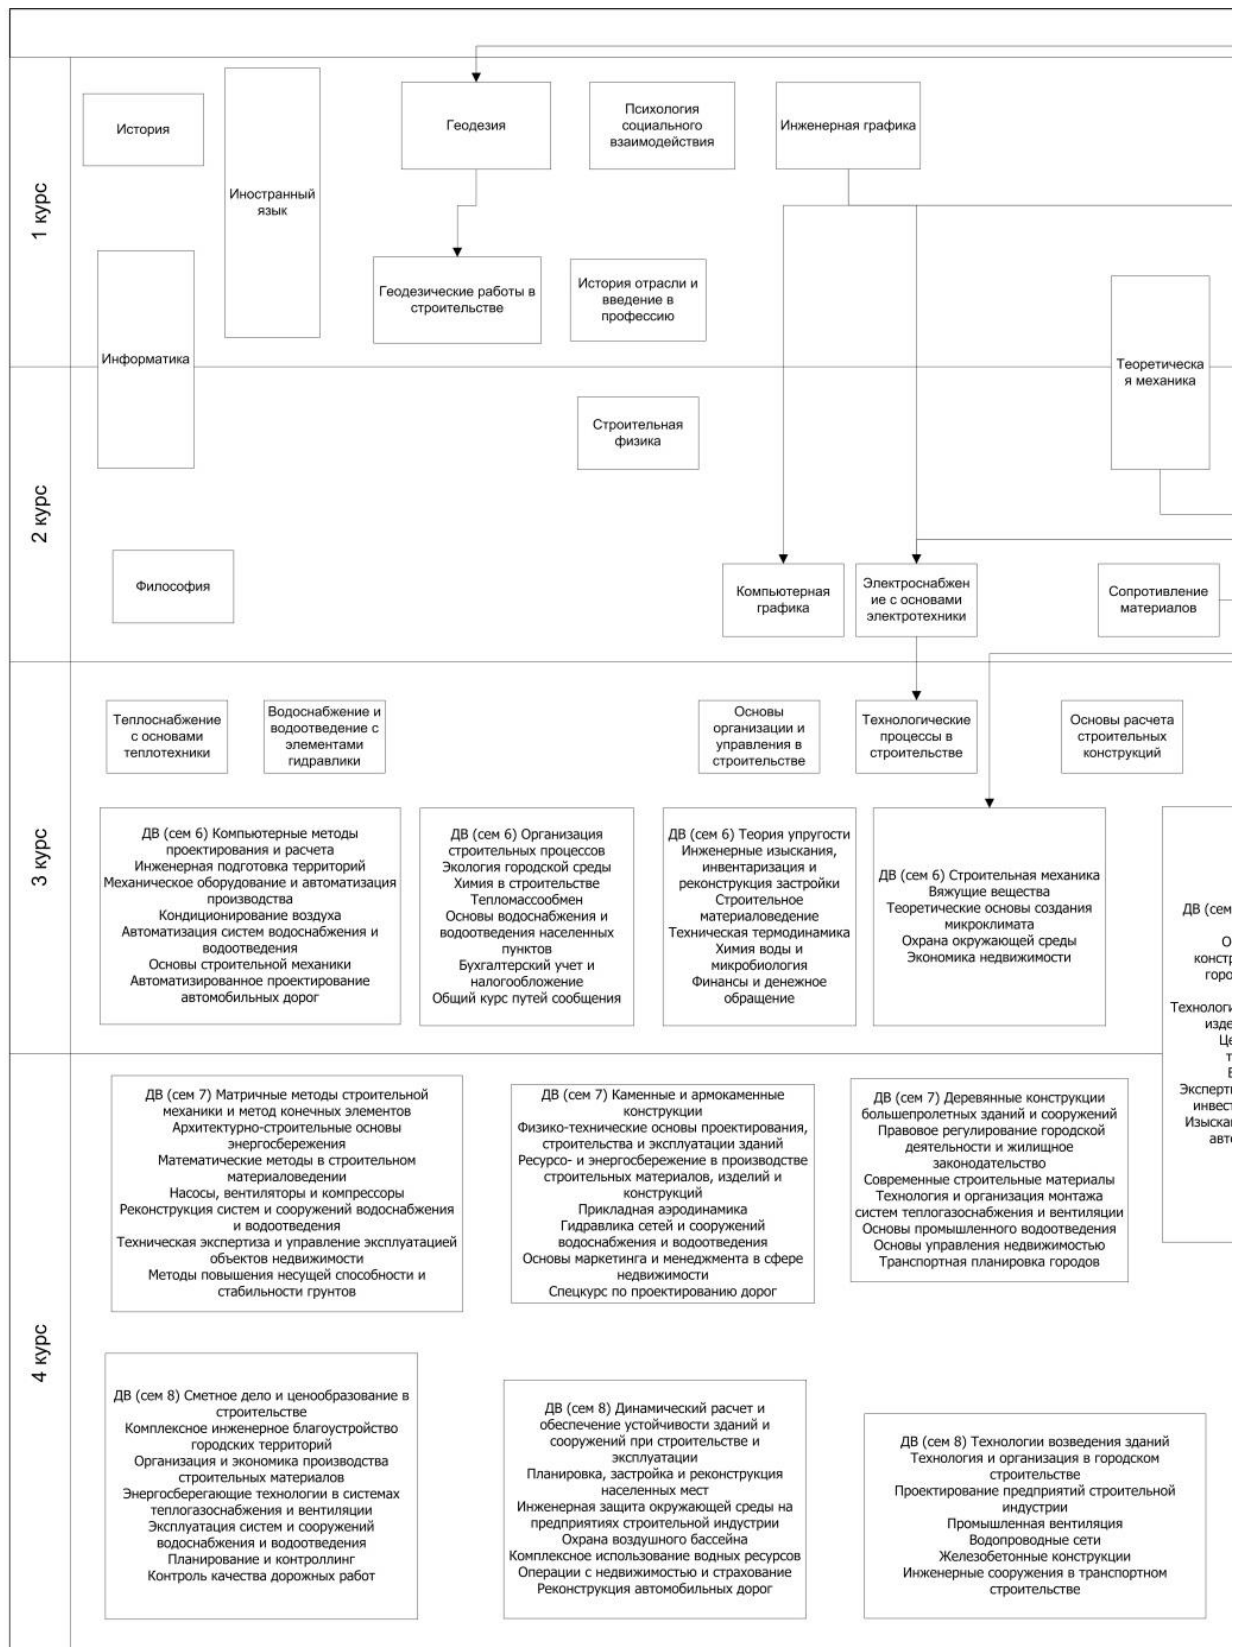 1 курс
История
Иностранный
язык
Геодезия
Психология
социального
взаимодействия
Инженерная графика
Информатика
Геодезические работы в
строительстве
История отрасли и
введение в
профессию
Теоретическа
я механика
2 курс
Строительная
физика
Философия
Компьютерная
графика
Электроснабжен
ие с основами
электротехники
Сопротивление
материалов
3 курс
Теплоснабжение
с основами
теплотехники
Водоснабжение и
водоотведение с
элементами
гидравлики
Основы
организации и
управления в
строительстве
Технологические
процессы в
строительстве
Основы расчета
строительных
конструкций
ДВ (сем 6) Компьютерные методы
проектирования и расчета
Инженерная подготовка территорий
Механическое оборудование и автоматизация
производства
Кондиционирование воздуха
Автоматизация систем водоснабжения и
водоотведения
Основы строительной механики
Автоматизированное проектирование
автомобильных дорог
ДВ (сем 6) Организация
строительных процессов
Экология городской среды
Химия в строительстве
Тепломассообмен
Основы водоснабжения и
водоотведения населенных
пунктов
Бухгалтерский учет и
налогообложение
Общий курс путей сообщения
ДВ (сем 6) Теория упругости
Инженерные изыскания,
инвентаризация и
реконструкция застройки
Строительное
материаловедение
Техническая термодинамика
Химия воды и
микробиология
Финансы и денежное
обращение
ДВ (сем 6) Строительная механика
Вяжущие вещества
Теоретические основы создания
микроклимата
Охрана окружающей среды
Экономика недвижимости
ДВ (сем
О
констр
горо
Технологи
изде
Це
т
В
Эксперти
инвест
Изыскан
авто
4 курс
ДВ (сем 7) Матричные методы строительной
механики и метод конечных элементов
Архитектурно-строительные основы
энергосбережения
Математические методы в строительном
материаловедении
Насосы, вентиляторы и компрессоры
Реконструкция систем и сооружений водоснабжения
и водоотведения
Техническая экспертиза и управление эксплуатацией
объектов недвижимости
Методы повышения несущей способности и
стабильности грунтов
ДВ (сем 7) Каменные и армокаменные
конструкции
Физико-технические основы проектирования,
строительства и эксплуатации зданий
Ресурсо- и энергосбережение в производстве
строительных материалов, изделий и
конструкций
Прикладная аэродинамика
Гидравлика сетей и сооружений
водоснабжения и водоотведения
Основы маркетинга и менеджмента в сфере
недвижимости
Спецкурс по проектированию дорог
ДВ (сем 7) Деревянные конструкции
большепролетных зданий и сооружений
Правовое регулирование городской
деятельности и жилищное
законодательство
Современные строительные материалы
Технология и организация монтажа
систем теплогазоснабжения и вентиляции
Основы промышленного водоотведения
Основы управления недвижимостью
Транспортная планировка городов
ДВ (сем 8) Сметное дело и ценообразование в
строительстве
Комплексное инженерное благоустройство
городских территорий
Организация и экономика производства
строительных материалов
Энергосберегающие технологии в системах
теплогазоснабжения и вентиляции
Эксплуатация систем и сооружений
водоснабжения и водоотведения
Планирование и контроллинг
Контроль качества дорожных работ
ДВ (сем 8) Динамический расчет и
обеспечение устойчивости зданий и
сооружений при строительстве и
эксплуатации
Планировка, застройка и реконструкция
населенных мест
Инженерная защита окружающей среды на
предприятиях строительной индустрии
Охрана воздушного бассейна
Комплексное использование водных ресурсов
Операции с недвижимостью и страхование
Реконструкция автомобильных дорог
ДВ (сем 8) Технологии возведения зданий
Технология и организация в городском
строительстве
Проектирование предприятий строительной
индустрии
Промышленная вентиляция
Водопроводные сети
Железобетонные конструкции
Инженерные сооружения в транспортном
строительстве